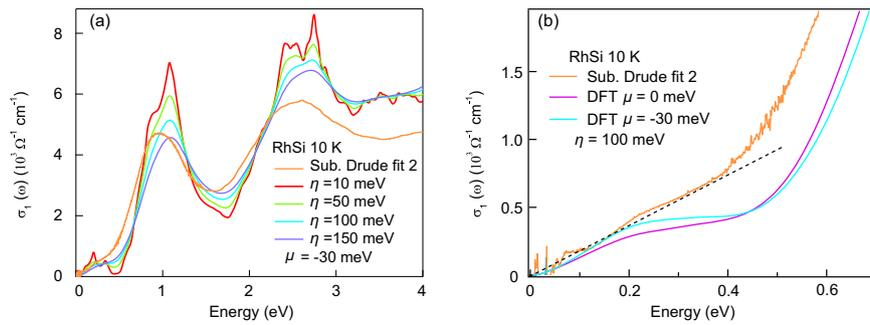 (a)
8
6
4
2
0
σ₁ (ω) (10³ Ω⁻¹ cm⁻¹)
RhSi 10 K
Sub. Drude fit 2
η =10 meV
η =50 meV
η =100 meV
η =150 meV
μ = -30 meV
0 1 2 3 4
Energy (eV)
(b)
1.5
1.0
0.5
0
σ₁ (ω) (10³ Ω⁻¹ cm⁻¹)
RhSi 10 K
Sub. Drude fit 2
DFT μ = 0 meV
DFT μ = -30 meV
η = 100 meV
0 0.2 0.4 0.6
Energy (eV)